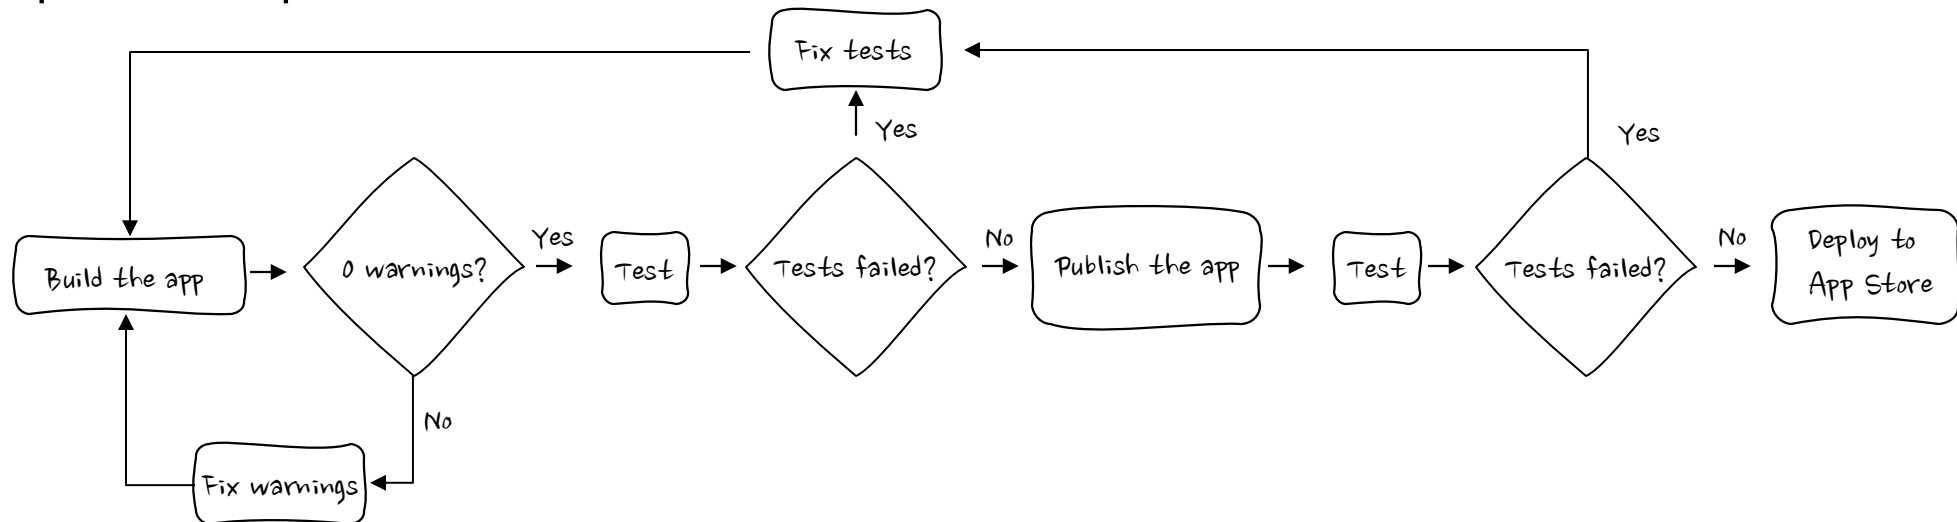 Fix tests
Yes
Yes
Build the app
0 warnings?
Yes
Test
Tests failed?
No
Publish the app
Test
Tests failed?
No
Deploy to
App Store
No
Fix warnings